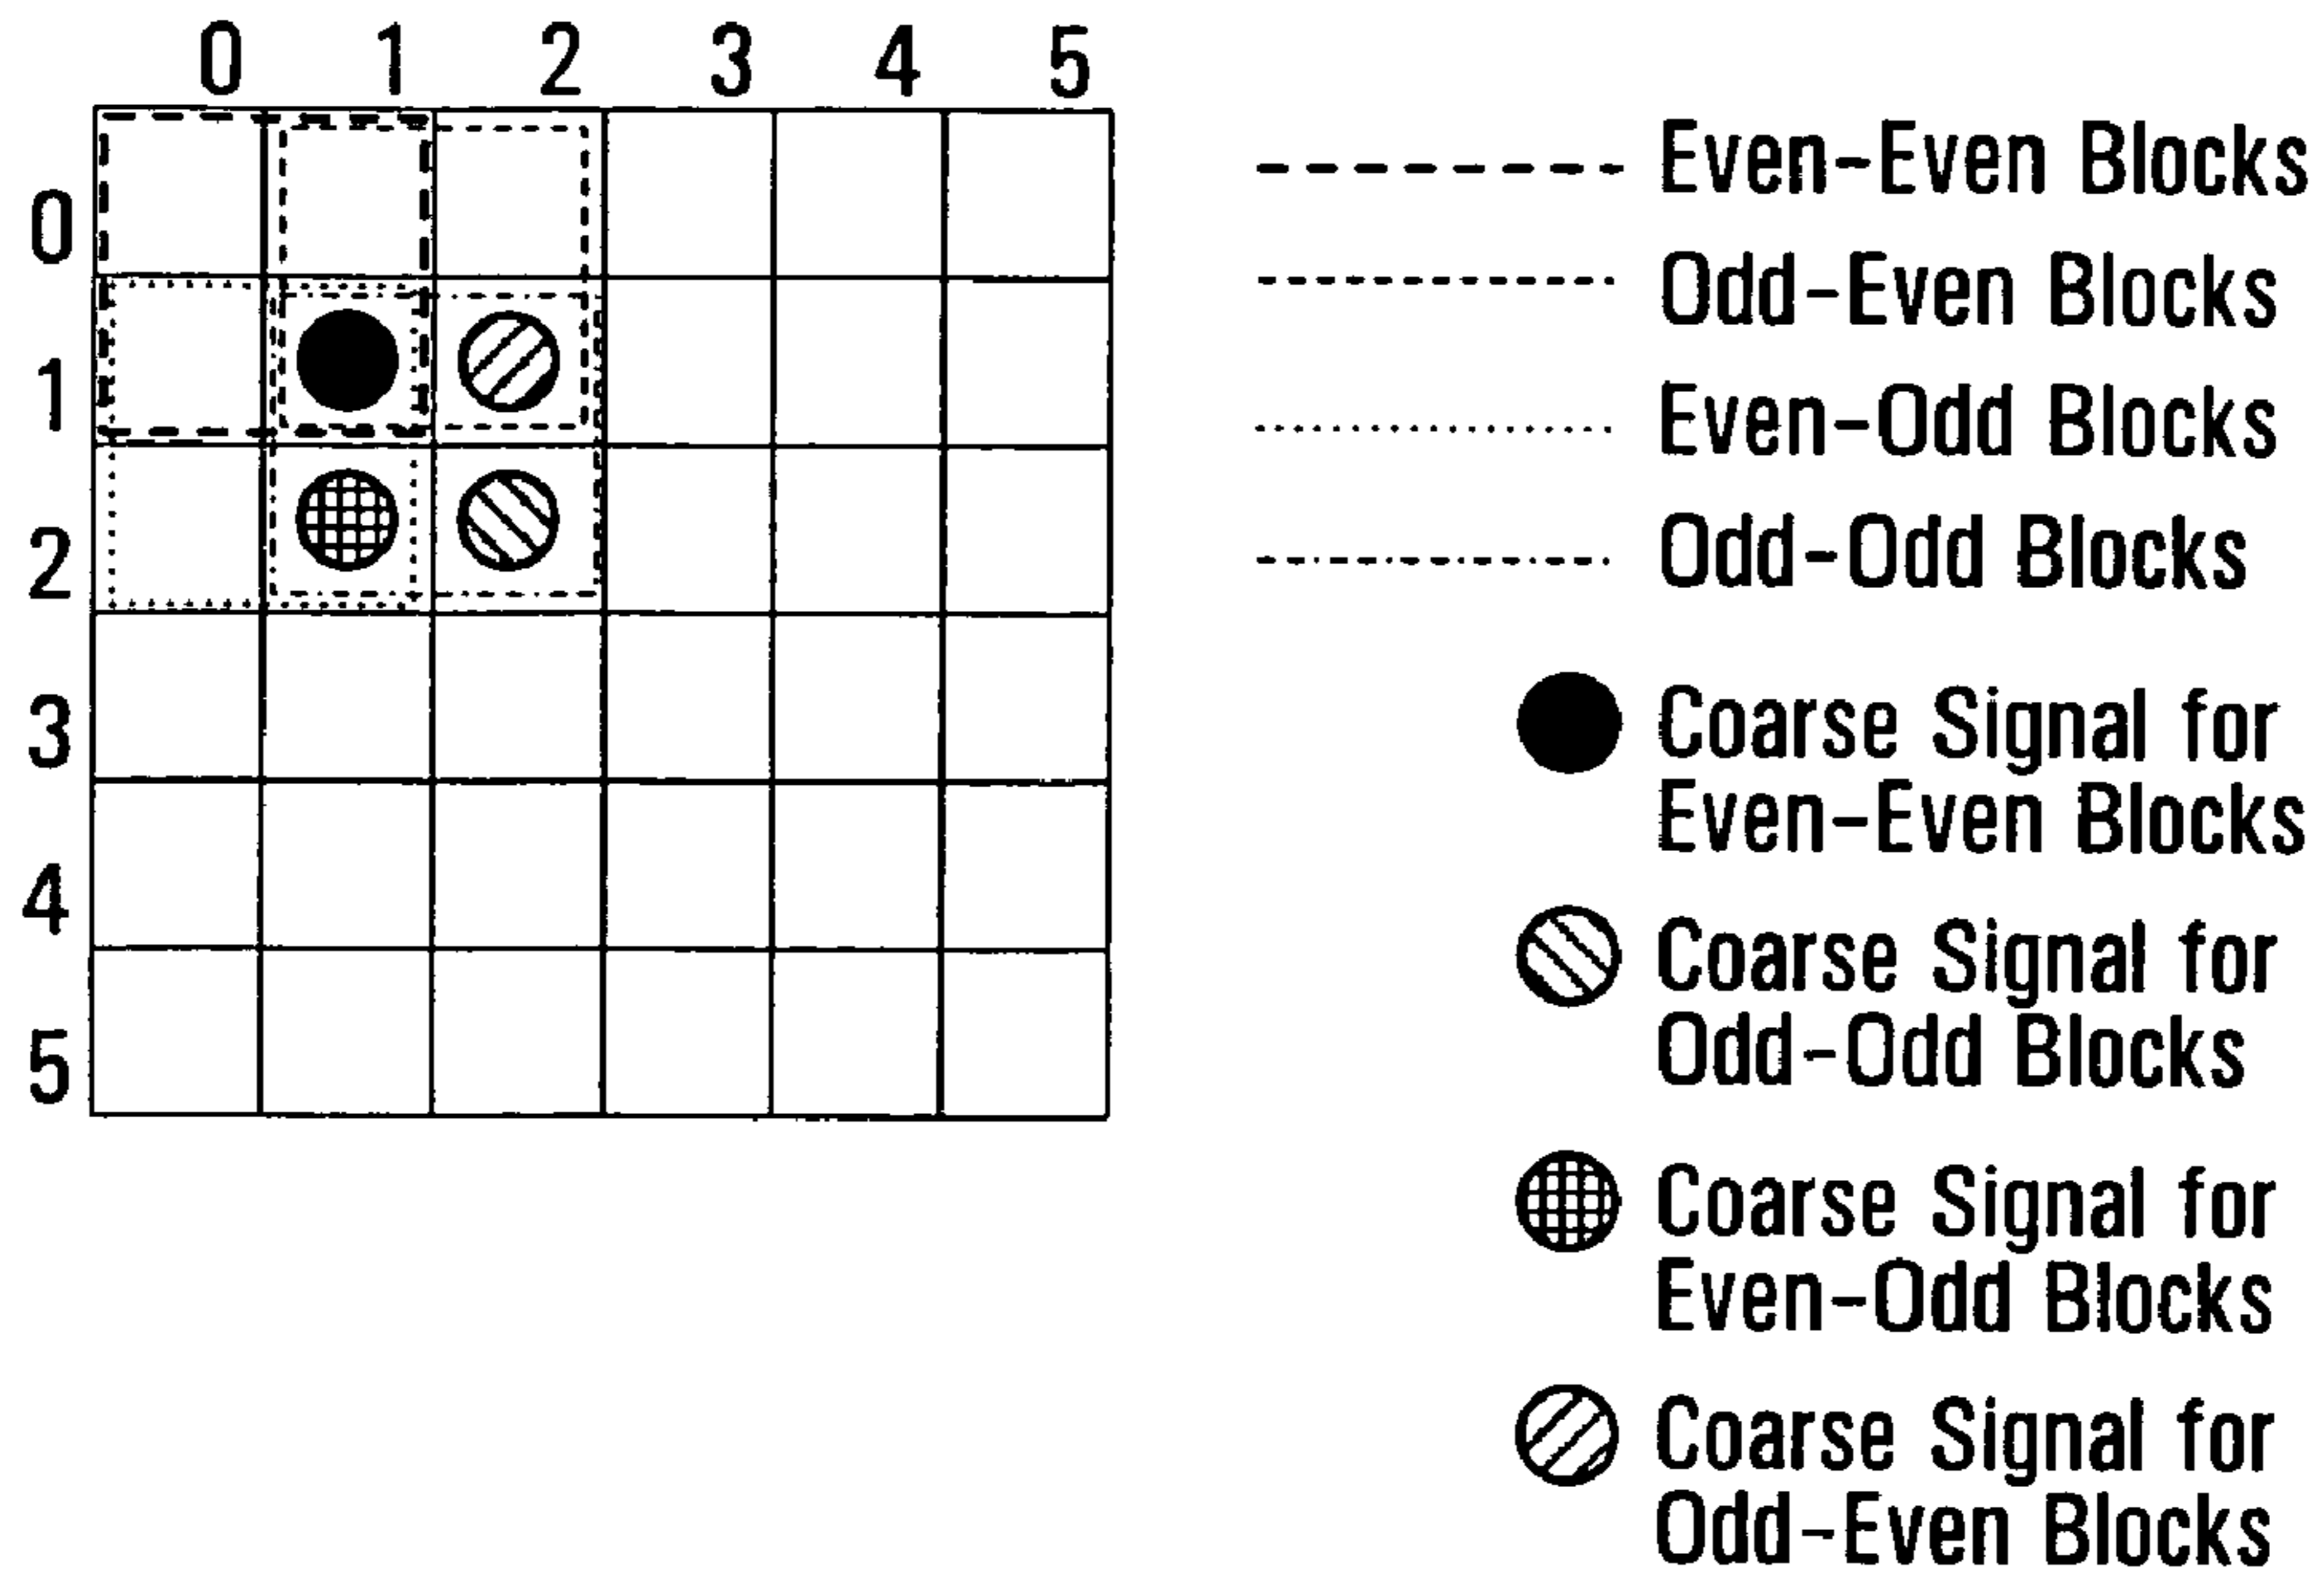 0 1 2 3 4 5
0
1
2
3
4
5
Even-Even Blocks
Odd-Even Blocks
Even-Odd Blocks
Odd-Odd Blocks
Coarse Signal for
Even-Even Blocks
Coarse Signal for
Odd-Odd Blocks
Coarse Signal for
Even-Odd Blocks
Coarse Signal for
Odd-Even Blocks